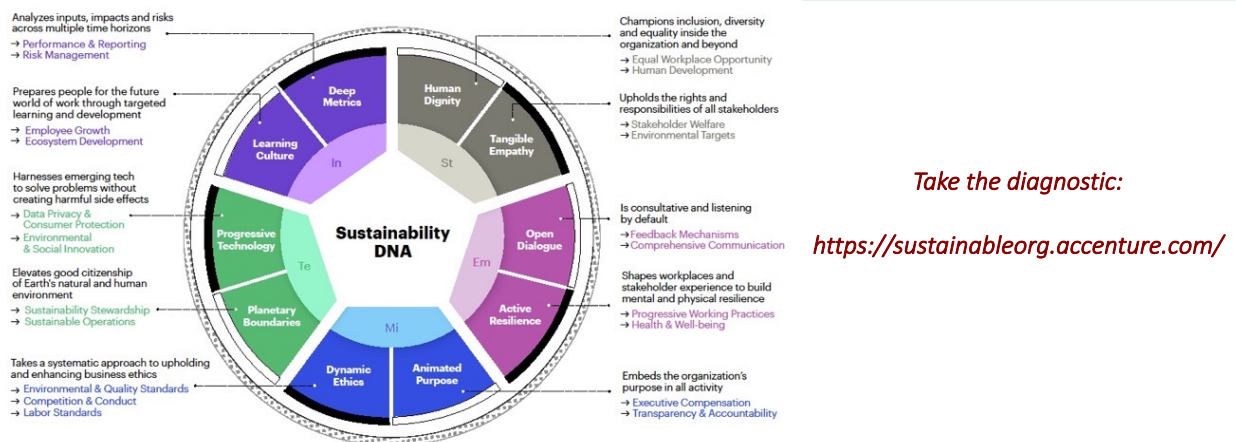 Analyzes inputs, impacts and risks
across multiple time horizons
→ Performance & Reporting
→ Risk Management
Prepares people for the future
world of work through targeted
learning and development
→ Employee Growth
→ Ecosystem Development
Harnesses emerging tech
to solve problems without
creating harmful side effects
→ Data Privacy &
Consumer Protection
→ Environmental
& Social Innovation
Elevates good citizenship
of Earth's natural and human
environment
→ Sustainability Stewardship
→ Sustainable Operations
Takes a systematic approach to upholding
and enhancing business ethics
→ Environmental & Quality Standards
→ Competition & Conduct
→ Labor Standards
Deep
Metrics
Learning
Culture
In
Progressive
Technology
Te
Planetary
Boundaries
Sustainability
DNA
Mi
Dynamic
Ethics
Animated
Purpose
Human
Dignity
Tangible
Empathy
St
Open
Dialogue
Em
Active
Resilience
Champions inclusion, diversity
and equality inside the
organization and beyond
→ Equal Workplace Opportunity
→ Human Development
Upholds the rights and
responsibilities of all stakeholders
→ Stakeholder Welfare
→ Environmental Targets
Is consultative and listening
by default
→ Feedback Mechanisms
→ Comprehensive Communication
Shapes workplaces and
stakeholder experience to build
mental and physical resilience
→ Progressive Working Practices
→ Health & Well-being
Embeds the organization's
purpose in all activity
→ Executive Compensation
→ Transparency & Accountability
Take the diagnostic:
https://sustainableorg.accenture.com/